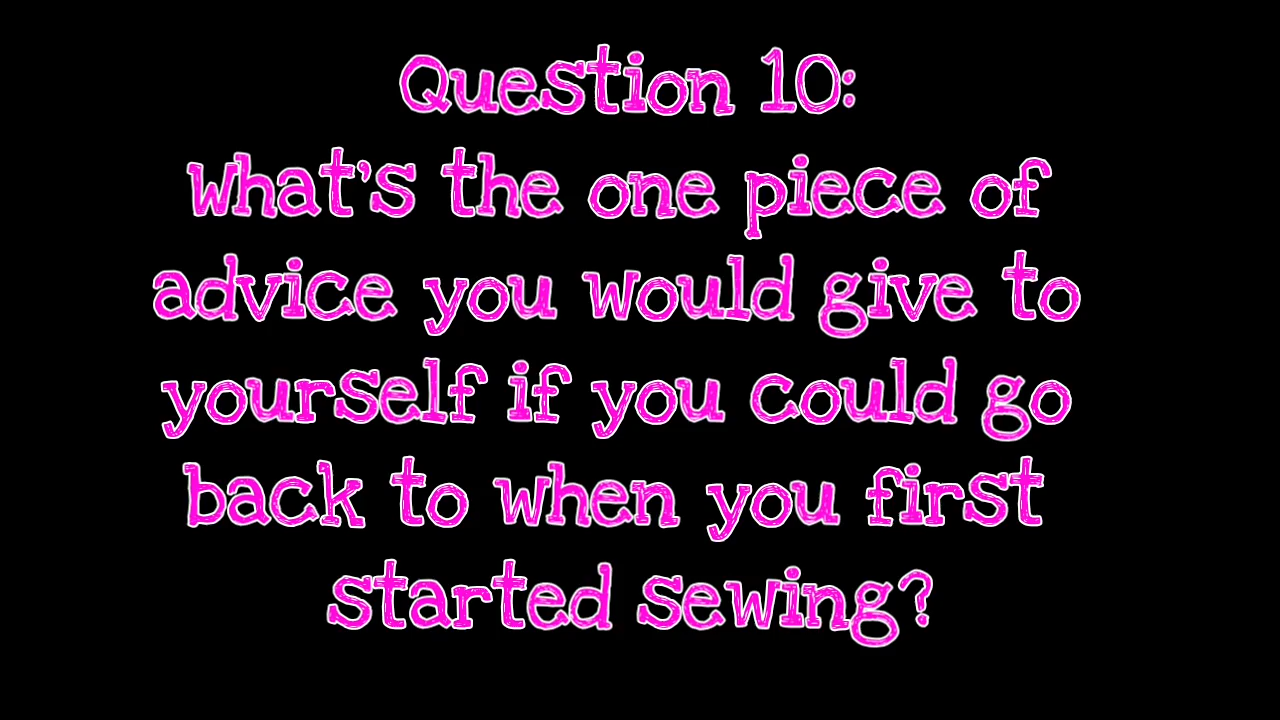 Question 10:
What's the one piece of
advice you would give to
yourself if you could go
back to when you first
started sewing?